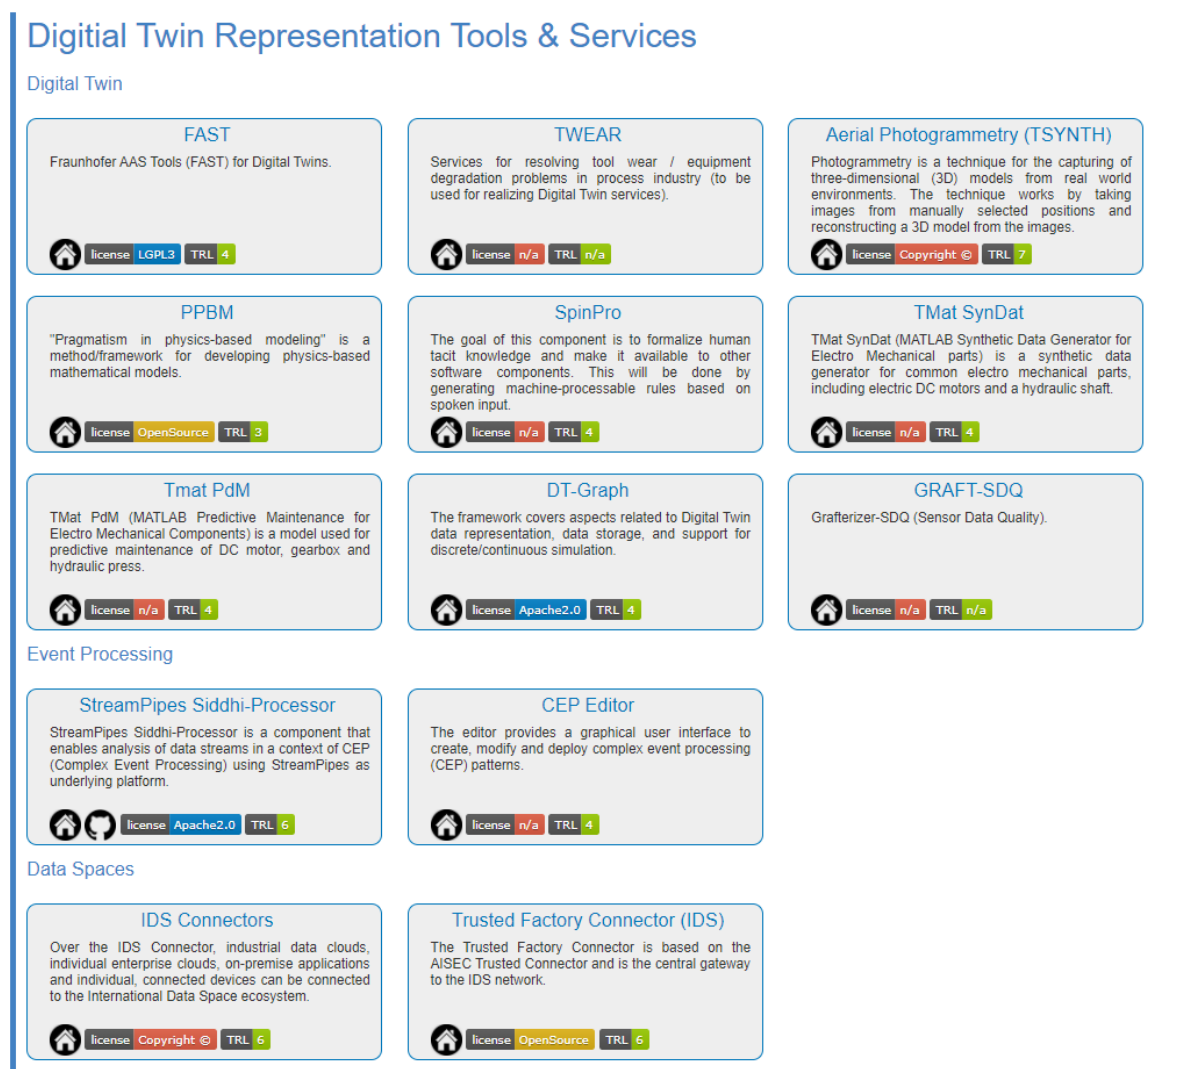 Digitial Twin Representation Tools & Services
Digital Twin
FAST
Fraunhofer AAS Tools (FAST) for Digital Twins.
license LGPL3 TRL 4
TWEAR
Services for resolving tool wear / equipment
degradation problems in process industry (to be
used for realizing Digital Twin services).
license n/a TRL n/a
Aerial Photogrammetry (TSYNTH)
Photogrammetry is a technique for the capturing of
three-dimensional (3D) models from real world
environments. The technique works by taking
images from manually selected positions and
reconstructing a 3D model from the images.
license Copyright © TRL 7
PPBM
"Pragmatism in physics-based modeling" is a
method/framework for developing physics-based
mathematical models.
license OpenSource TRL 3
SpinPro
The goal of this component is to formalize human
tacit knowledge and make it available to other
software components. This will be done by
generating machine-processable rules based on
spoken input.
license n/a TRL 4
TMat SynDat
TMat SynDat (MATLAB Synthetic Data Generator for
Electro Mechanical parts) is a synthetic data
generator for common electro mechanical parts,
including electric DC motors and a hydraulic shaft.
license n/a TRL 4
Tmat PdM
TMat PdM (MATLAB Predictive Maintenance for
Electro Mechanical Components) is a model used for
predictive maintenance of DC motor, gearbox and
hydraulic press.
license n/a TRL 4
DT-Graph
The framework covers aspects related to Digital Twin
data representation, data storage, and support for
discrete/continuous simulation.
license Apache2.0 TRL 4
GRAFT-SDQ
Grafterizer-SDQ (Sensor Data Quality).
license n/a TRL n/a
Event Processing
StreamPipes Siddhi-Processor
StreamPipes Siddhi-Processor is a component that
enables analysis of data streams in a context of CEP
(Complex Event Processing) using StreamPipes as
underlying platform.
license Apache2.0 TRL 6
CEP Editor
The editor provides a graphical user interface to
create, modify and deploy complex event processing
(CEP) patterns.
license n/a TRL 4
Data Spaces
IDS Connectors
Over the IDS Connector, industrial data clouds,
individual enterprise clouds, on-premise applications
and individual, connected devices can be connected
to the International Data Space ecosystem.
license Copyright © TRL 6
Trusted Factory Connector (IDS)
The Trusted Factory Connector is based on the
AISEC Trusted Connector and is the central gateway
to the IDS network.
license OpenSource TRL 6